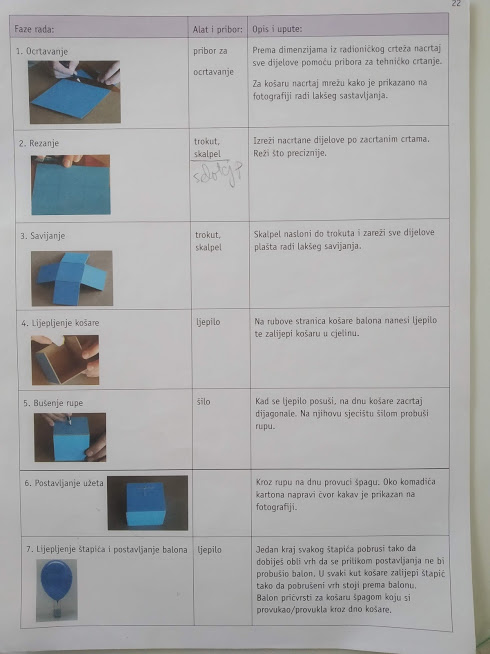 22
Faze rada:
Alat i pribor:
Opis i upute:
1. Ocrtavanje
pribor za
ocrtavanje
Prema dimenzijama iz radioničkog crteža nacrtaj
sve dijelove pomoću pribora za tehničko crtanje.
Za košaru nacrtaj mrežu kako je prikazano na
fotografiji radi lakšeg sastavljanja.
2. Rezanje
trokut,
skalpel
Izreži nacrtane dijelove po zacrtanim crtama.
Reži što preciznije.
3. Savijanje
trokut,
skalpel
Skalpel nasloni do trokuta i zareži sve dijelove
plašta radi lakšeg savijanja.
4. Lijepljenje košare
ljepilo
Na rubove stranica košare balona nanesi ljepilo
te zalijepi košaru u cjelinu.
5. Bušenje rupe
šilo
Kad se ljepilo posuši, na dnu košare zacrtaj
dijagonale. Na njihovu sjecištu šilom probuši
rupu.
6. Postavljanje užeta
Kroz rupu na dnu provuci špagu. Oko komadića
kartona napravi čvor kakav je prikazan na
fotografiji.
7. Lijepljenje štapića i postavljanje balona
ljepilo
Jedan kraj svakog štapića pobrusi tako da
dobiješ obli vrh da se prilikom postavljanja ne bi
probušio balon. U svaki kut košare zalijepi štapić
tako da pobrušeni vrh stoji prema balonu.
Balon pričvrsti za košaru špagom koju si
provukao/provukla kroz dno košare.